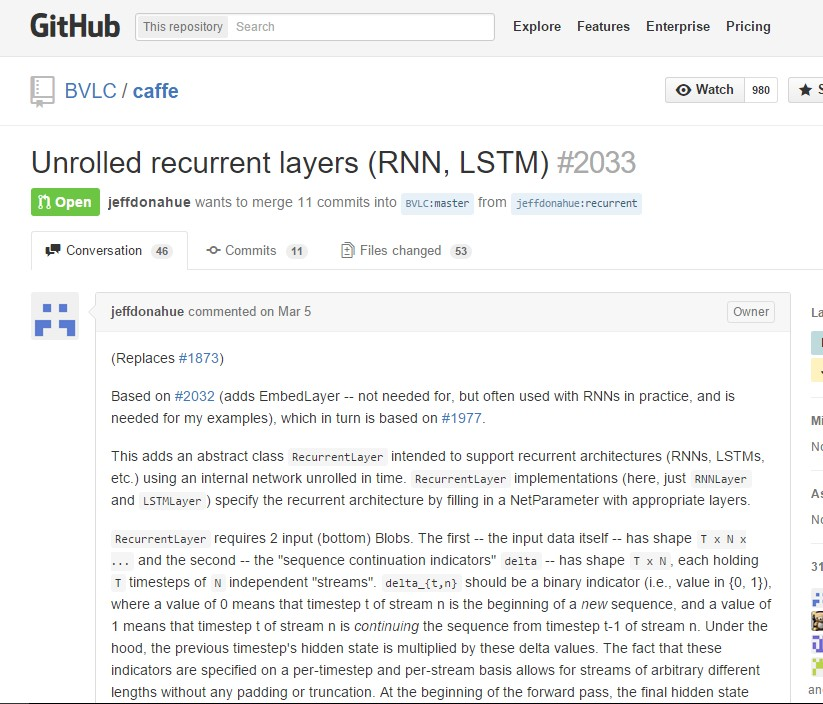 GitHub This repository Search Explore Features Enterprise Pricing
BVLC / caffe Watch 980 S
Unrolled recurrent layers (RNN, LSTM) #2033
Open jeffdonahue wants to merge 11 commits into BVLC:master from jeffdonahue:recurrent
Conversation 46 Commits 11 Files changed 53
jeffdonahue commented on Mar 5 Owner
(Replaces #1873)
Based on #2032 (adds EmbedLayer -- not needed for, but often used with RNNs in practice, and is
needed for my examples), which in turn is based on #1977.
This adds an abstract class RecurrentLayer intended to support recurrent architectures (RNNs, LSTMs,
etc.) using an internal network unrolled in time. RecurrentLayer implementations (here, just RNNLayer
and LSTMLayer ) specify the recurrent architecture by filling in a NetParameter with appropriate layers.
RecurrentLayer requires 2 input (bottom) Blobs. The first -- the input data itself -- has shape T x N x
... and the second -- the "sequence continuation indicators" delta -- has shape T x N , each holding
T timesteps of N independent "streams". delta_{t,n} should be a binary indicator (i.e., value in {0, 1}),
where a value of 0 means that timestep t of stream n is the beginning of a new sequence, and a value of
1 means that timestep t of stream n is continuing the sequence from timestep t-1 of stream n. Under the
hood, the previous timestep's hidden state is multiplied by these delta values. The fact that these
indicators are specified on a per-timestep and per-stream basis allows for streams of arbitrary different
lengths without any padding or truncation. At the beginning of the forward pass, the final hidden state
La
Mi
No
As
No
31
an